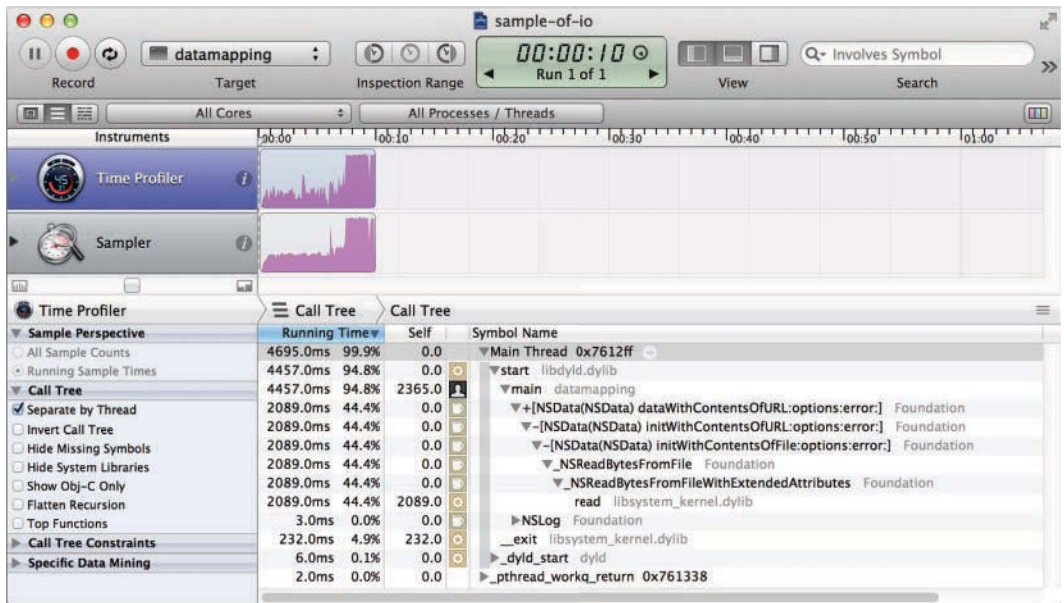 sample-of-io
datamapping
00:00:10
Run 1 of 1
Involves Symbol
Record
Target
Inspection Range
View
Search
All Cores
All Processes / Threads
Instruments
00:00
00:10
00:20
00:30
00:40
00:50
01:00
Time Profiler
Sampler
Time Profiler
Call Tree
Call Tree
Sample Perspective
All Sample Counts
Running Sample Times
Call Tree
Separate by Thread
Invert Call Tree
Hide Missing Symbols
Hide System Libraries
Show Obj-C Only
Flatten Recursion
Top Functions
Call Tree Constraints
Specific Data Mining
Running Time Self Symbol Name
4695.0ms 99.9% 0.0 Main Thread 0x7612ff
4457.0ms 94.8% 0.0 start libdyld.dylib
4457.0ms 94.8% 2365.0 main datamapping
2089.0ms 44.4% 0.0 +[NSData(NSData) dataWithContentsOfURL:options:error:] Foundation
2089.0ms 44.4% 0.0 -[NSData(NSData) initWithContentsOfURL:options:error:] Foundation
2089.0ms 44.4% 0.0 -[NSData(NSData) initWithContentsOfFile:options:error:] Foundation
2089.0ms 44.4% 0.0 _NSReadBytesFromFile Foundation
2089.0ms 44.4% 0.0 _NSReadBytesFromFileWithExtendedAttributes Foundation
2089.0ms 44.4% 2089.0 read libsystem_kernel.dylib
3.0ms 0.0% 0.0 NSLog Foundation
232.0ms 4.9% 232.0 __exit libsystem_kernel.dylib
6.0ms 0.1% 0.0 _dyld_start dyld
2.0ms 0.0% 0.0 _pthread_workq_return 0x761338